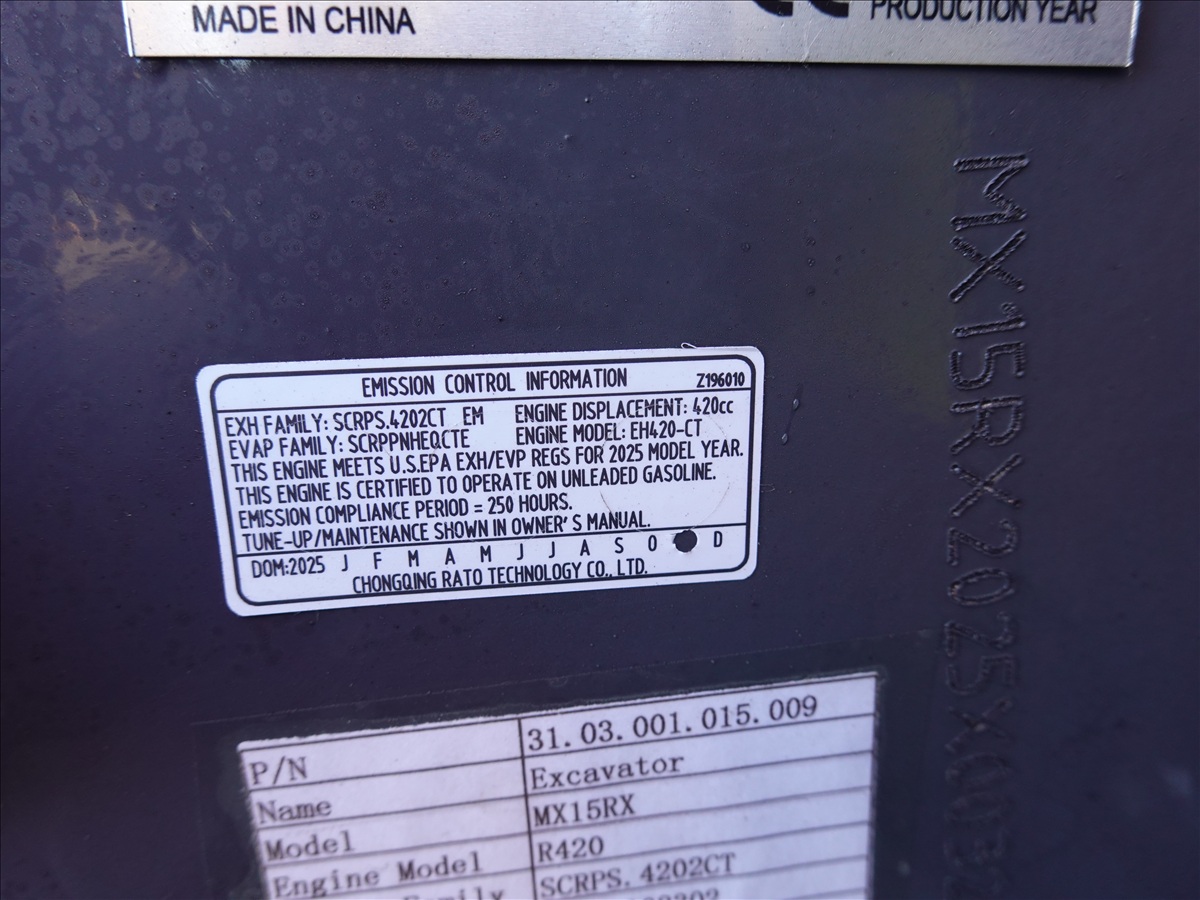 MADE IN CHINA
PRODUCTION YEAR
EMISSION CONTROL INFORMATION Z196010
EXH FAMILY: SCRPS.4202CT EM ENGINE DISPLACEMENT: 420cc
EVAP FAMILY: SCRPPNHEQCTE ENGINE MODEL: EH420-CT
THIS ENGINE MEETS U.S.EPA EXH/EVP REGS FOR 2025 MODEL YEAR.
THIS ENGINE IS CERTIFIED TO OPERATE ON UNLEADED GASOLINE.
EMISSION COMPLIANCE PERIOD = 250 HOURS.
TUNE-UP/MAINTENANCE SHOWN IN OWNER'S MANUAL.
DOM:2025 J F M A M J J A S O D
CHONGQING RATO TECHNOLOGY CO., LTD.
P/N 31.03.001.015.009
Name Excavator
Model MX15RX
Engine Model R420
SCRPS. 4202CT